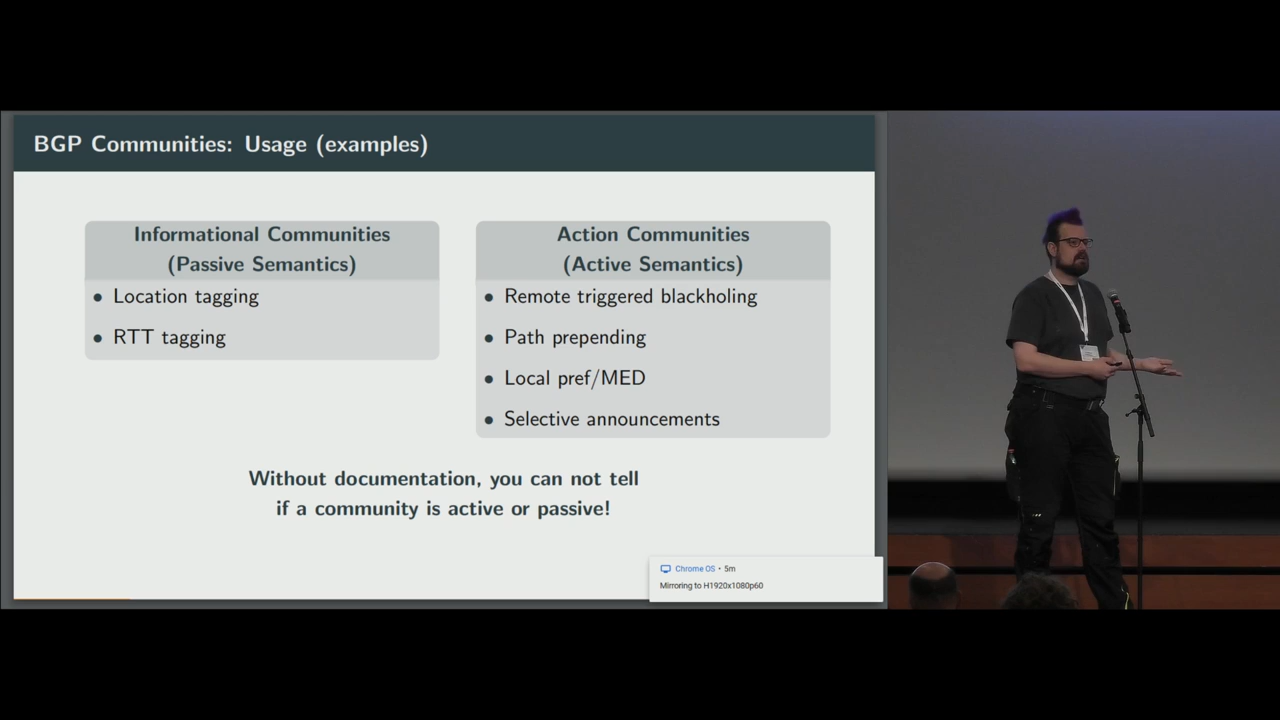 BGP Communities: Usage (examples)
Informational Communities
(Passive Semantics)
• Location tagging
• RTT tagging
Action Communities
(Active Semantics)
• Remote triggered blackholing
• Path prepending
• Local pref/MED
• Selective announcements
Without documentation, you can not tell
if a community is active or passive!
Chrome OS • 5m
Mirroring to H1920x1080p60